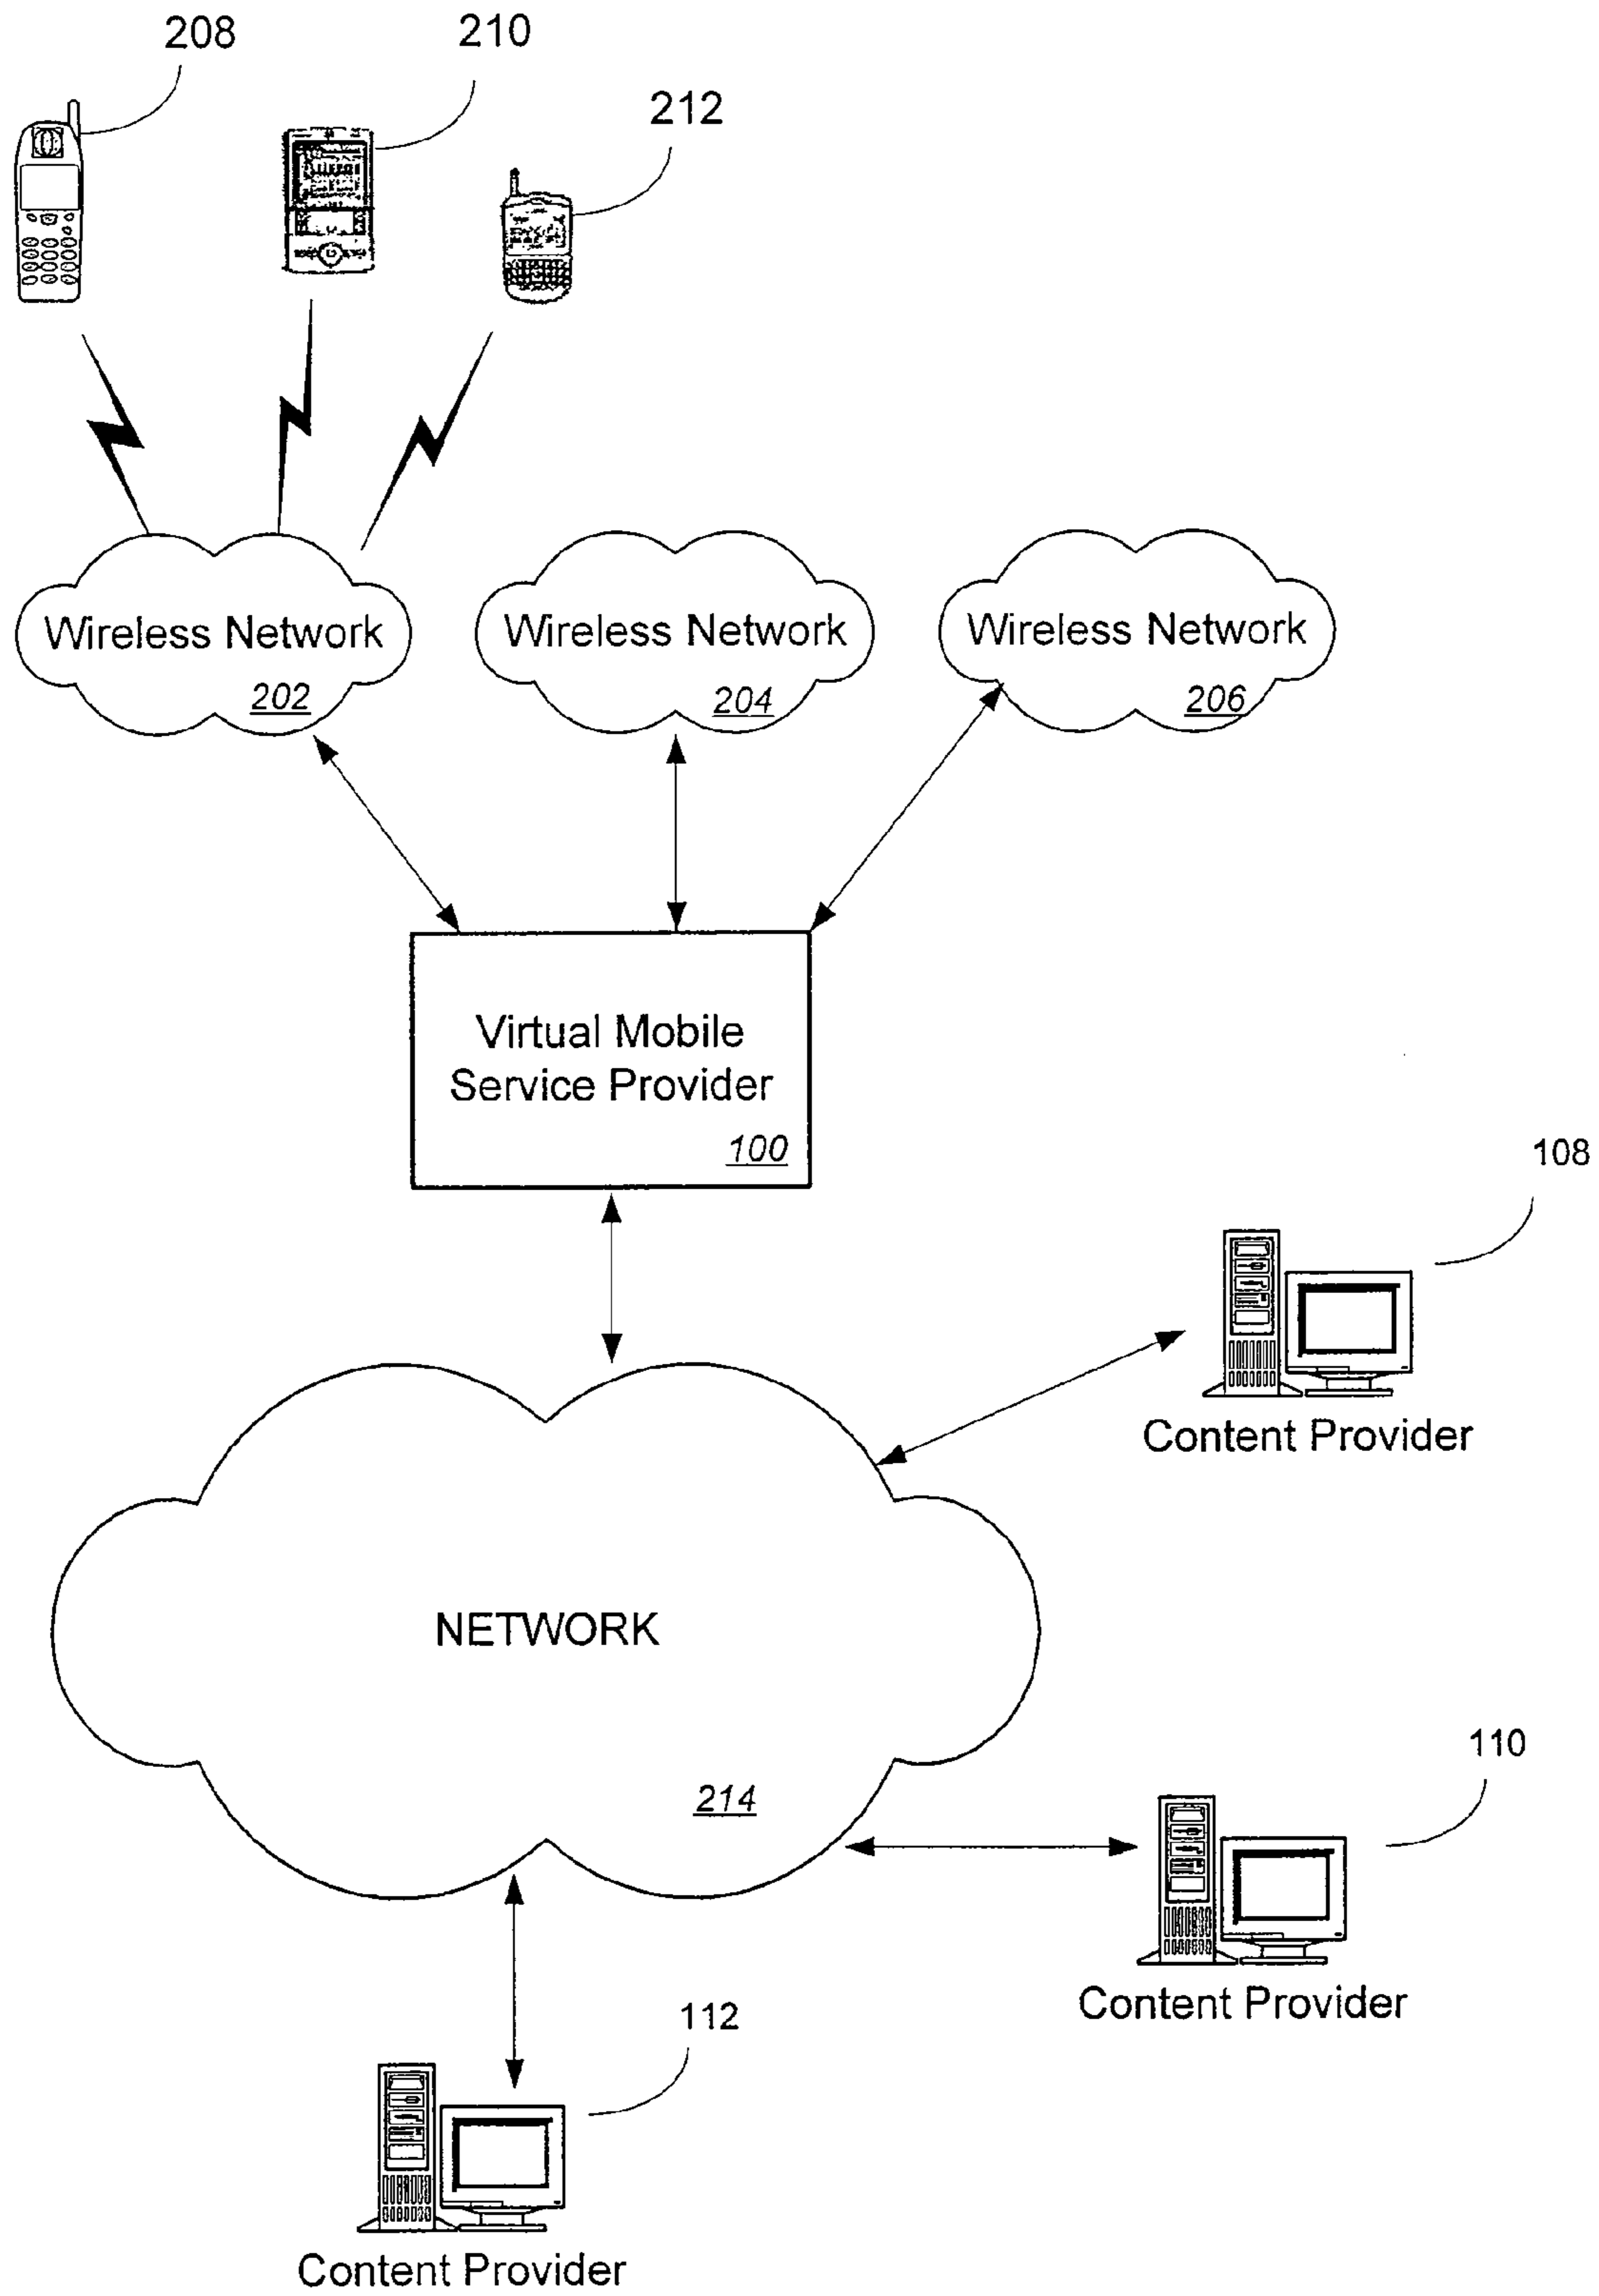 208
210
212
Wireless Network
202
Wireless Network
204
Wireless Network
206
Virtual Mobile
Service Provider
100
108
Content Provider
NETWORK
214
110
Content Provider
112
Content Provider